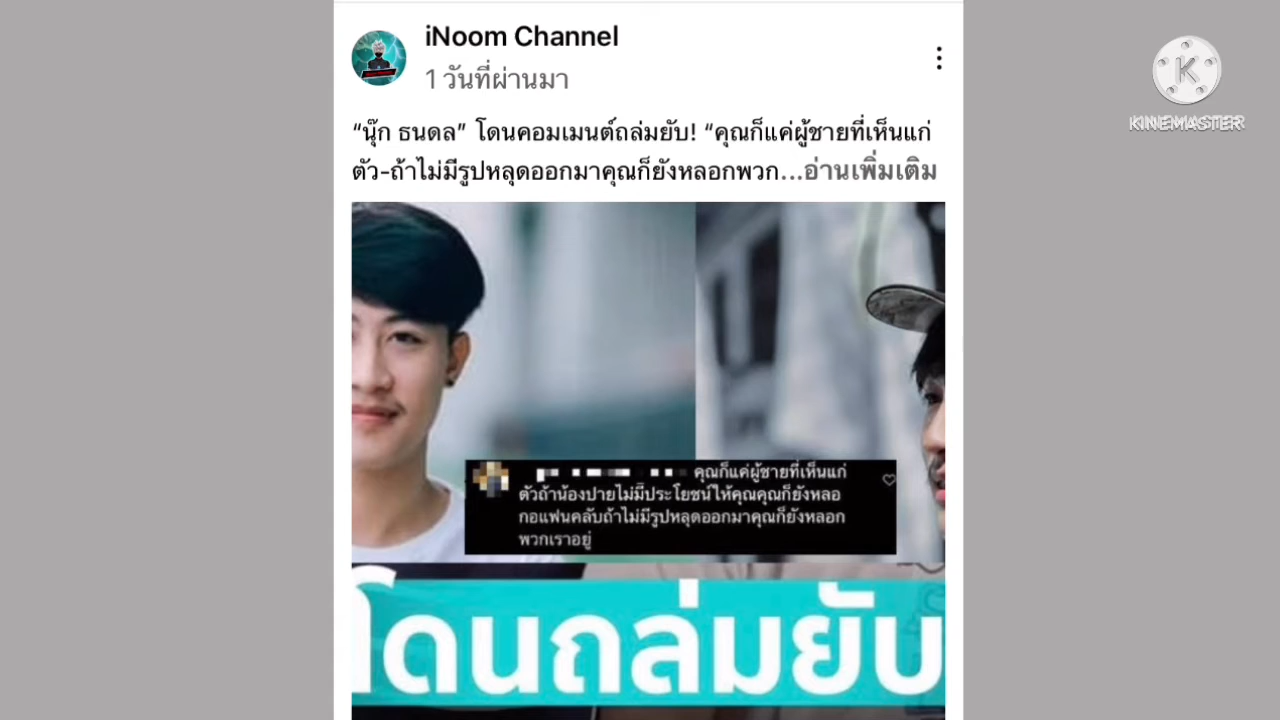 iNoom Channel
1 วันที่ผ่านมา
“นุ๊ก ธนดล” โดนคอมเมนต์ถล่มยับ! “คุณก็แค่ผู้ชายที่เห็นแก่
ตัว-ถ้าไม่มีรูปหลุดออกมาคุณก็ยังหลอกพวก...อ่านเพิ่มเติม
คุณก็แค่ผู้ชายที่เห็นแก่
ตัวถ้าน้องปายไม่มีประโยชน์ให้คุณคุณก็ยังหลอ
กอแฟนคลับถ้าไม่มีรูปหลุดออกมาคุณก็ยังหลอก
พวกเราอยู่
โดนถล่มยับ
KINEMASTER